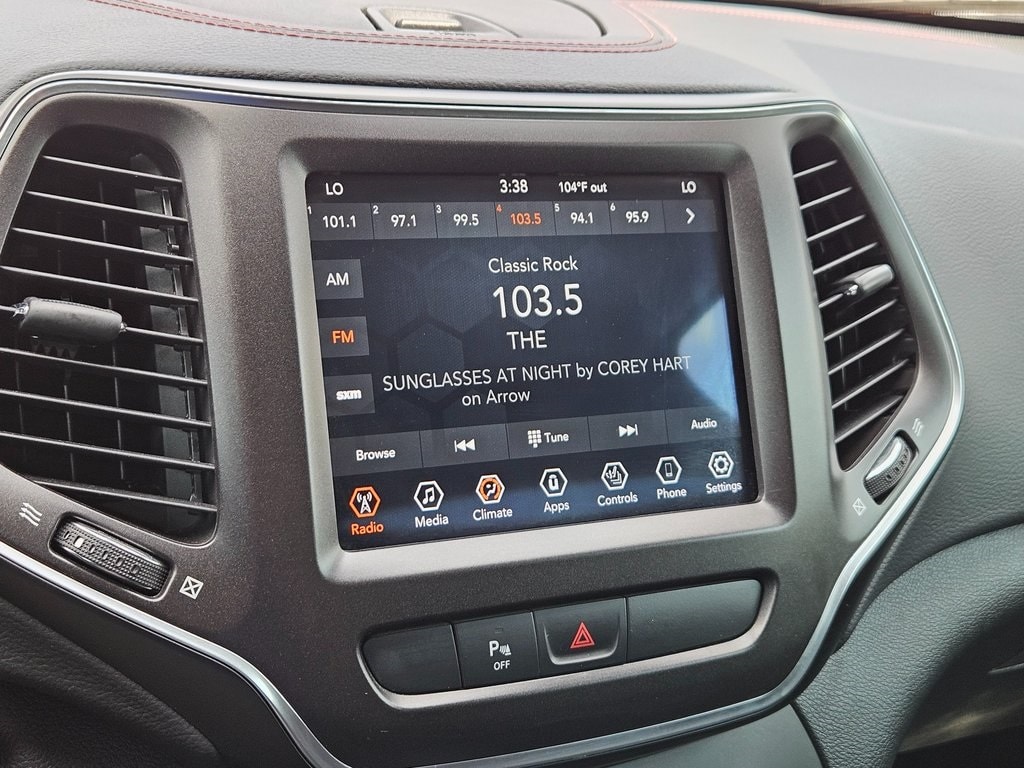 LO 3:38 104°F out LO
1 101.1 2 97.1 3 99.5 4 103.5 5 94.1 6 95.9
AM
Classic Rock
103.5
FM
THE
SUNGLASSES AT NIGHT by COREY HART
sxm
on Arrow
Browse Tune Audio
Radio Media Climate Apps Controls Phone Settings
P
OFF